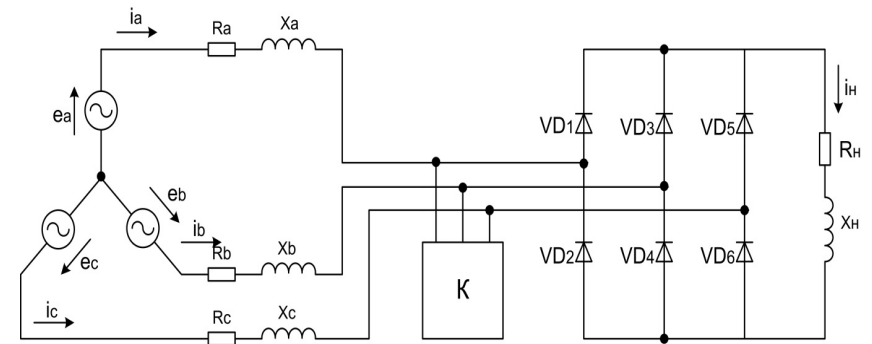 ia
Ra
Xa
ea
VD1
VD3
VD5
iн
Rн
eb
ib
Rb
Xb
ec
VD2
VD4
VD6
Xн
К
ic
Rc
Xc